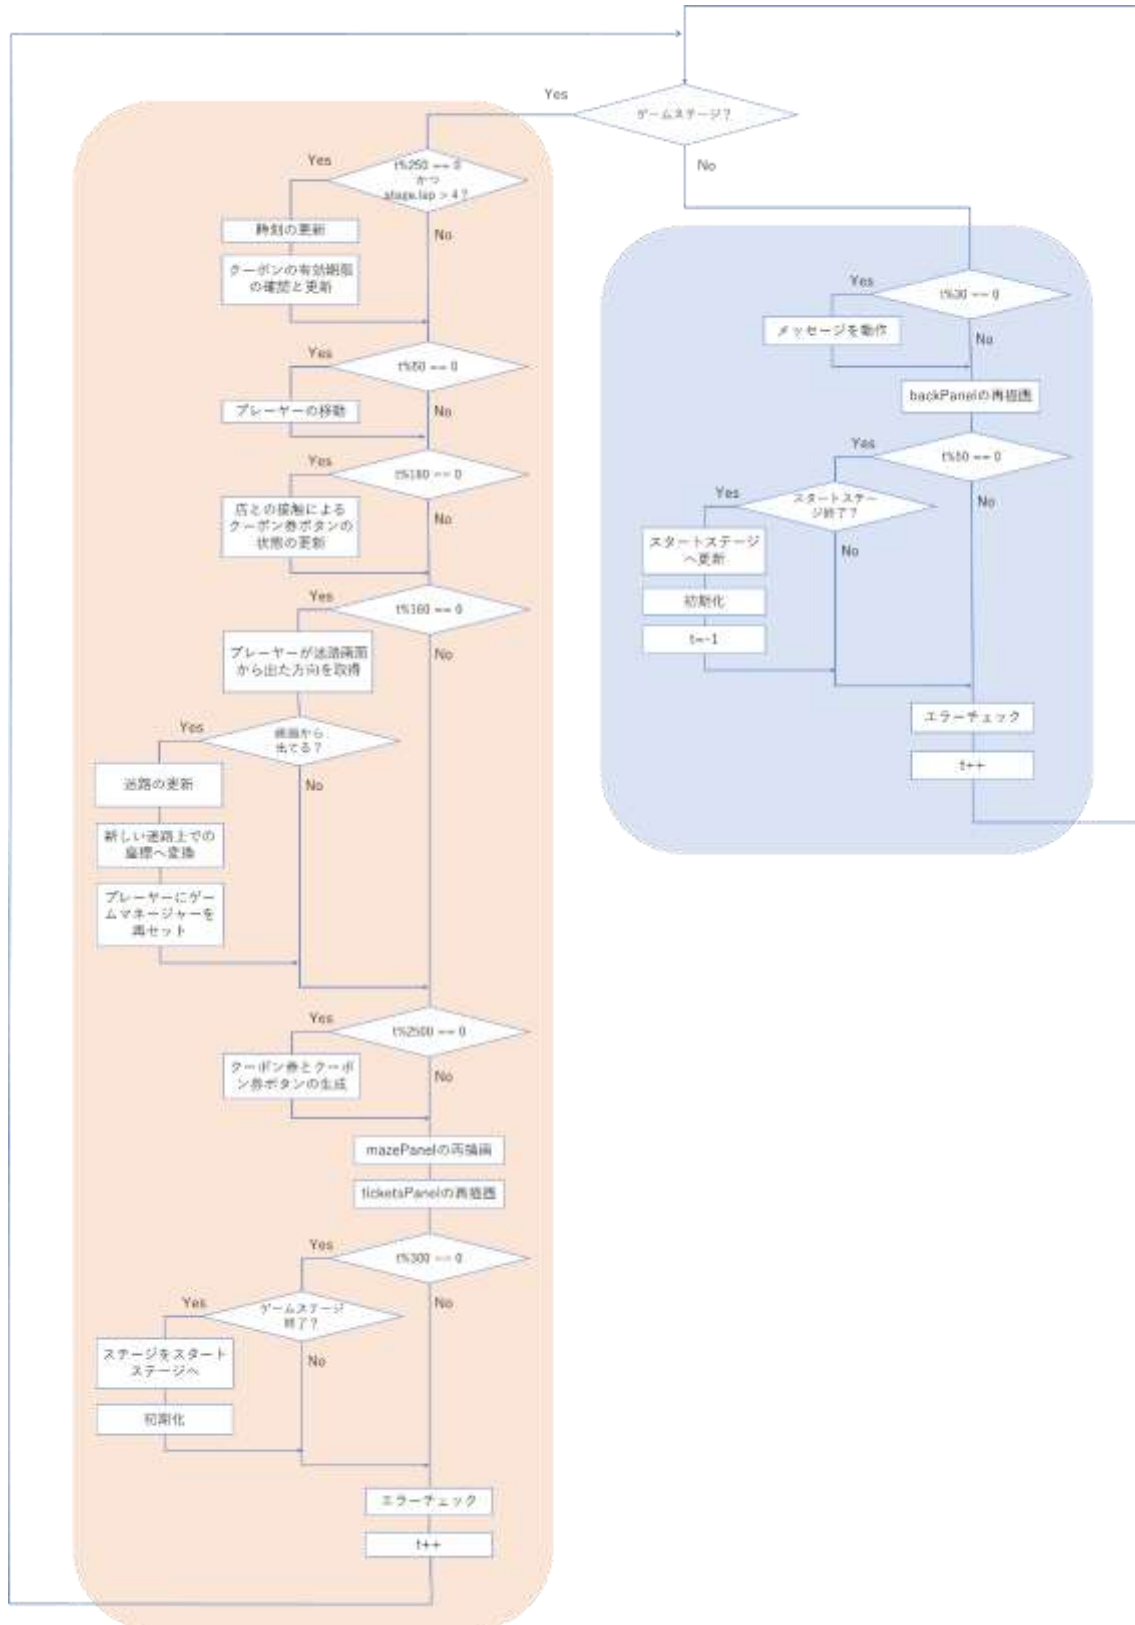 ゲームステージ？
Yes
No
t%250 == 0
かつ
stage.lap > 4？
Yes
No
時刻の更新
クーポンの有効期限
の確認と更新
t%50 == 0
Yes
No
プレーヤーの移動
Yes
No
店との接触による
クーポン券ボタンの
状態の更新
t%160 == 0
Yes
No
プレーヤーが迷路画面
から出た方向を取得
出てる？
Yes
No
迷路の更新
新しい迷路上での
座標へ変換
プレーヤーにゲー
ムマネージャーを
再セット
t%2500 == 0
Yes
No
クーポン券とクーポ
ン券ボタンの生成
mazePanelの再描画
ticketsPanelの再描画
t%300 == 0
Yes
No
ゲームステージ
終了？
Yes
No
ステージをスタート
ステージへ
初期化
エラーチェック
t++
t%30 == 0
Yes
No
メッセージを動作
backPanelの再描画
t%50 == 0
Yes
No
スタートステー
ジ終了？
Yes
No
スタートステージ
へ更新
初期化
t=-1
エラーチェック
t++